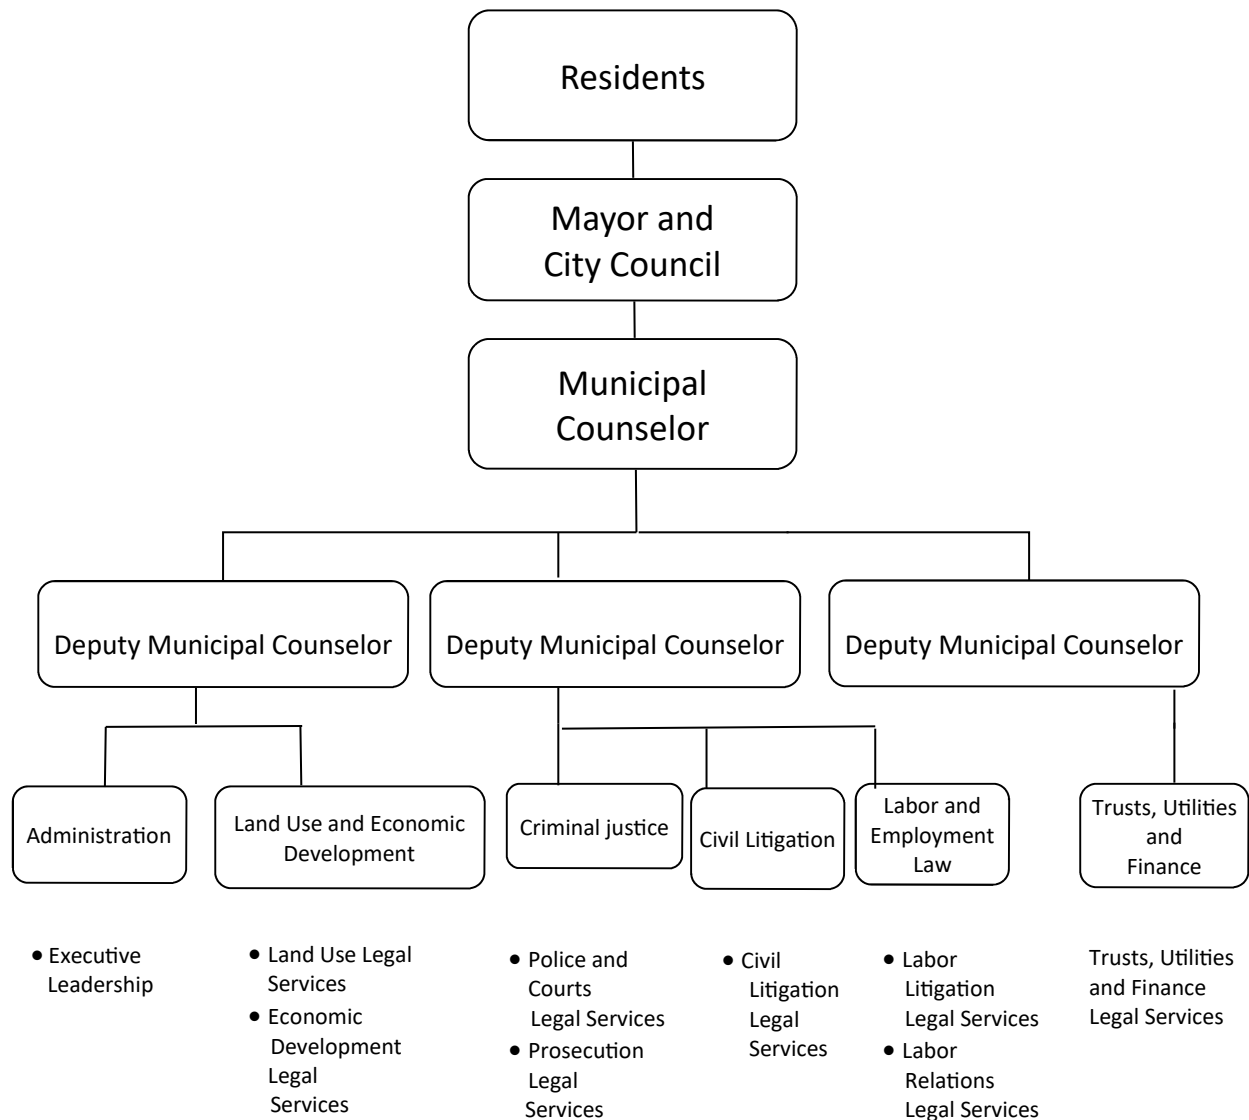 Residents
Mayor and
City Council
Municipal
Counselor
Deputy Municipal Counselor
Deputy Municipal Counselor
Deputy Municipal Counselor
Administration
Land Use and Economic
Development
Criminal justice
Civil Litigation
Labor and
Employment
Law
Trusts, Utilities
and
Finance
• Executive
Leadership
• Land Use Legal
Services
• Economic
Development
Legal
Services
• Police and
Courts
Legal Services
• Prosecution
Legal
Services
• Civil
Litigation
Legal
Services
• Labor
Litigation
Legal Services
• Labor
Relations
Legal Services
Trusts, Utilities
and Finance
Legal Services